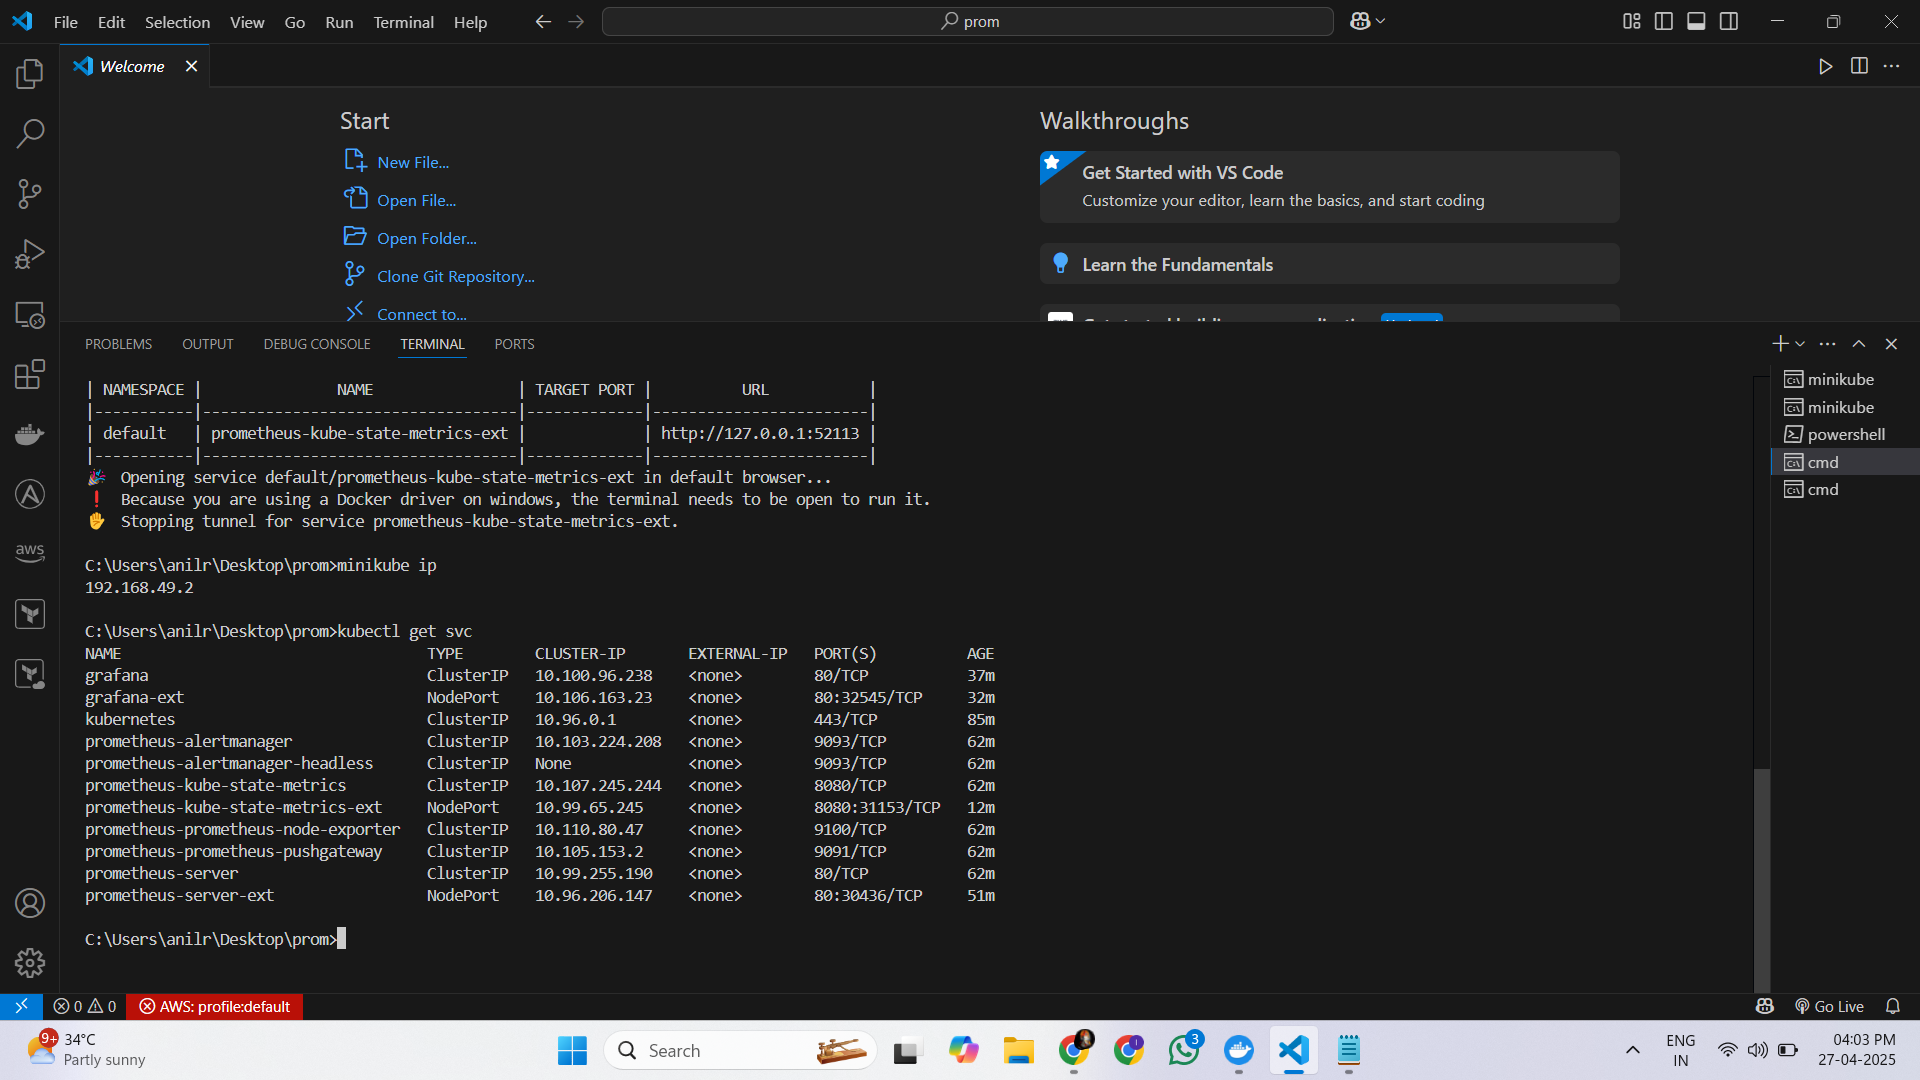 File Edit Selection View Go Run Terminal Help
prom
Welcome
Start
New File...
Open File...
Open Folder...
Clone Git Repository...
Connect to...
Walkthroughs
Get Started with VS Code
Customize your editor, learn the basics, and start coding
Learn the Fundamentals
PROBLEMS OUTPUT DEBUG CONSOLE TERMINAL PORTS
| NAMESPACE | NAME | TARGET PORT | URL |
|-----------|-----------------------------------|-------------|------------------------|
| default | prometheus-kube-state-metrics-ext | | http://127.0.0.1:52113 |
|-----------|-----------------------------------|-------------|------------------------|
🎉 Opening service default/prometheus-kube-state-metrics-ext in default browser...
❗ Because you are using a Docker driver on windows, the terminal needs to be open to run it.
✋ Stopping tunnel for service prometheus-kube-state-metrics-ext.
C:\Users\anilr\Desktop\prom>minikube ip
192.168.49.2
C:\Users\anilr\Desktop\prom>kubectl get svc
NAME TYPE CLUSTER-IP EXTERNAL-IP PORT(S) AGE
grafana ClusterIP 10.100.96.238 <none> 80/TCP 37m
grafana-ext NodePort 10.106.163.23 <none> 80:32545/TCP 32m
kubernetes ClusterIP 10.96.0.1 <none> 443/TCP 85m
prometheus-alertmanager ClusterIP 10.103.224.208 <none> 9093/TCP 62m
prometheus-alertmanager-headless ClusterIP None <none> 9093/TCP 62m
prometheus-kube-state-metrics ClusterIP 10.107.245.244 <none> 8080/TCP 62m
prometheus-kube-state-metrics-ext NodePort 10.99.65.245 <none> 8080:31153/TCP 12m
prometheus-prometheus-node-exporter ClusterIP 10.110.80.47 <none> 9100/TCP 62m
prometheus-prometheus-pushgateway ClusterIP 10.105.153.2 <none> 9091/TCP 62m
prometheus-server ClusterIP 10.99.255.190 <none> 80/TCP 62m
prometheus-server-ext NodePort 10.96.206.147 <none> 80:30436/TCP 51m
C:\Users\anilr\Desktop\prom>
minikube
minikube
powershell
cmd
cmd
aws
0 0 AWS: profile:default
Go Live
9+
34°C
Partly sunny
Search
3
ENG
IN
04:03 PM
27-04-2025